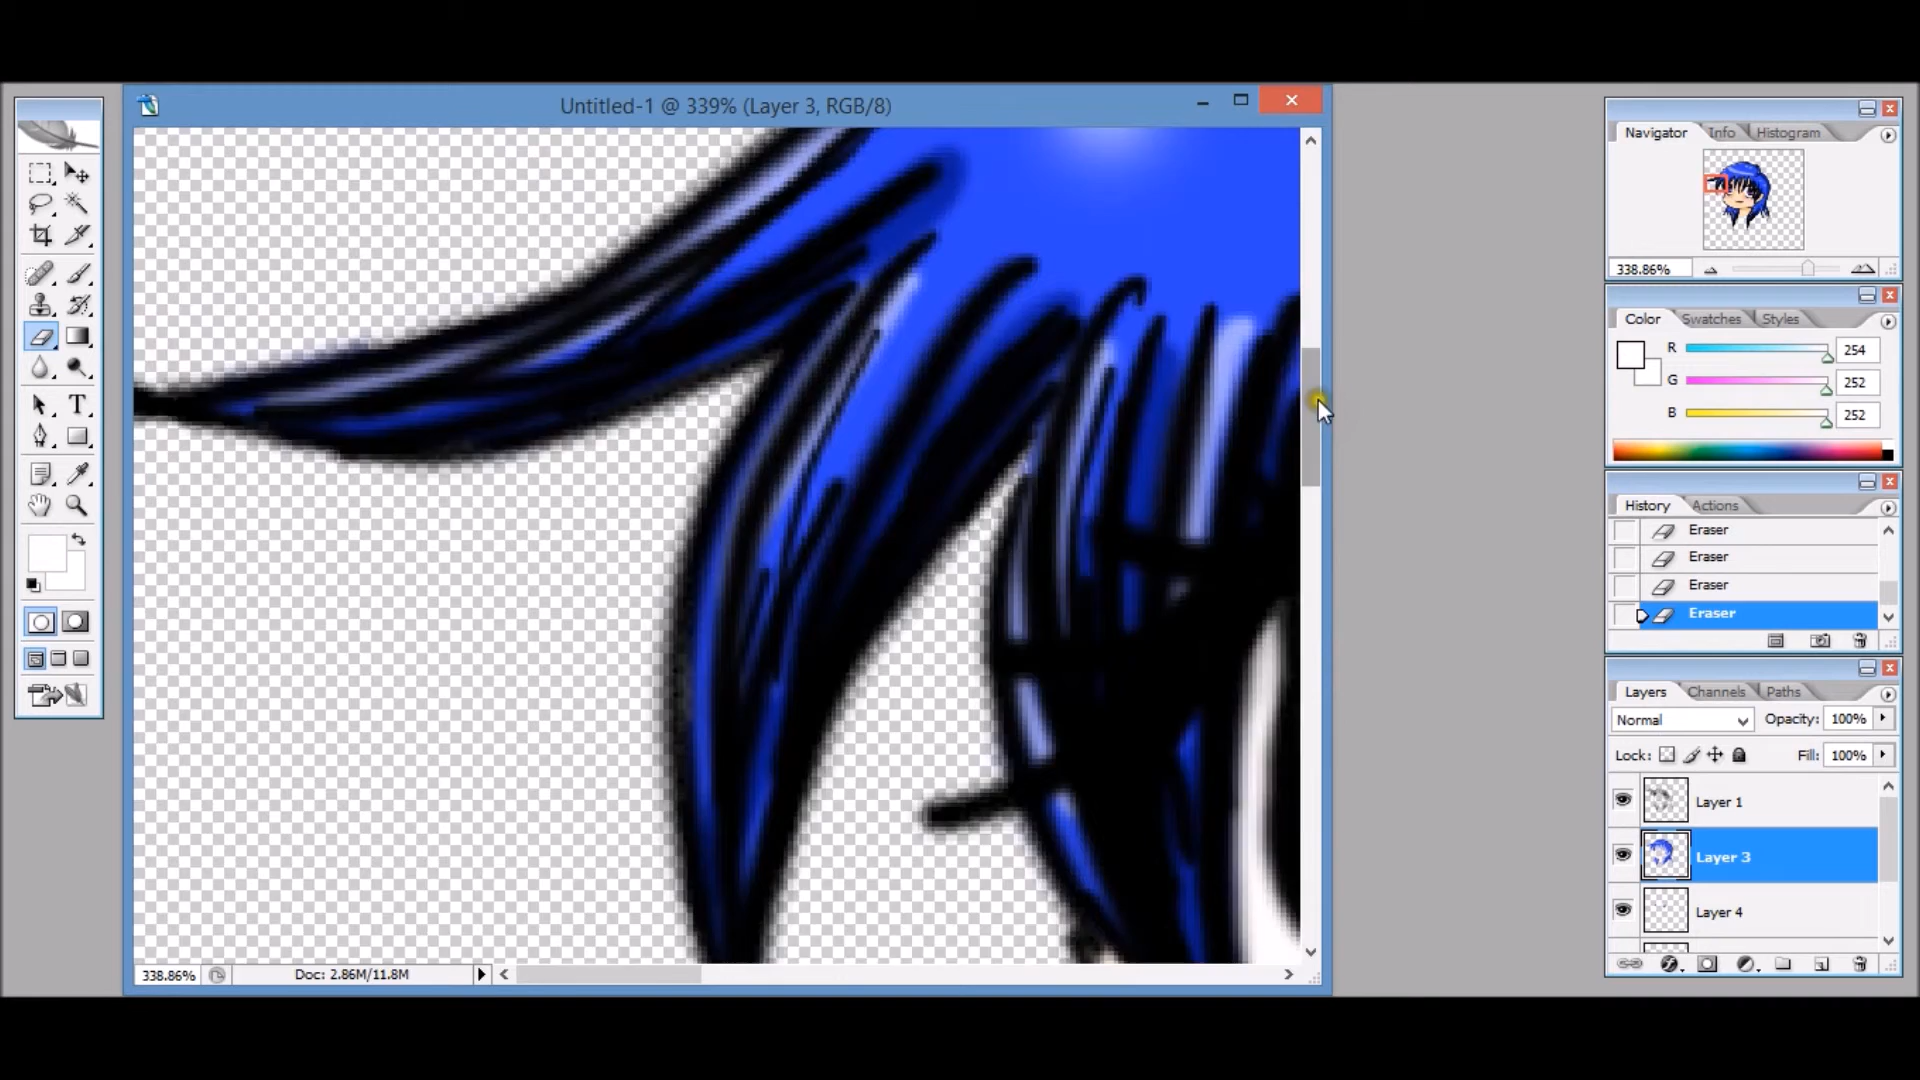 Untitled-1 @ 339% (Layer 3, RGB/8)
Navigator Info Histogram
338.86%
Color Swatches Styles
R 254
G 252
B 252
T
History Actions
Eraser
Eraser
Eraser
Eraser
Layers Channels Paths
Normal Opacity: 100%
Lock: Fill: 100%
Layer 1
Layer 3
Layer 4
338.86% Doc: 2.86M/11.8M